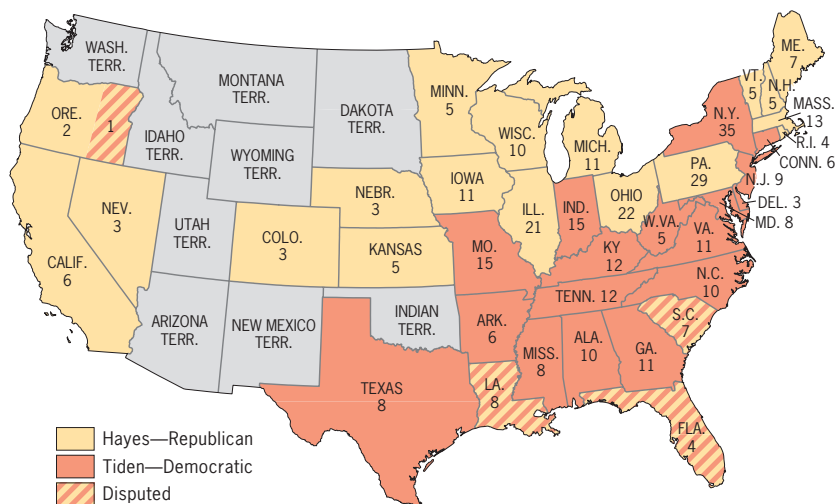 WASH.
TERR.
ORE.
2
1
IDAHO
TERR.
MONTANA
TERR.
DAKOTA
TERR.
WYOMING
TERR.
NEV.
3
CALIF.
6
UTAH
TERR.
COLO.
3
ARIZONA
TERR.
NEW MEXICO
TERR.
NEBR.
3
KANSAS
5
INDIAN
TERR.
TEXAS
8
MINN.
5
IOWA
11
MO.
15
ARK.
6
LA.
8
WISC.
10
ILL.
21
MICH.
11
IND.
15
OHIO
22
KY
12
TENN. 12
MISS.
8
ALA.
10
GA.
11
FLA.
4
S.C.
7
N.C.
10
VA.
11
W.VA.
5
PA.
29
N.Y.
35
VT.
5
N.H.
5
ME.
7
MASS.
13
R.I. 4
CONN. 6
N.J. 9
DEL. 3
MD. 8
Hayes—Republican
Tiden—Democratic
Disputed